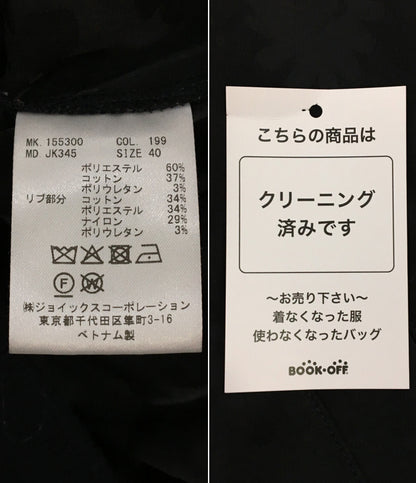 MK. 155300 COL. 199
MD JK345 SIZE 40
ポリエステル 60%
コットン 37%
ポリウレタン 3%
リブ部分 コットン 34%
ポリエステル 34%
ナイロン 29%
ポリウレタン 3%
F W
㈱ジョイックスコーポレーション
東京都千代田区隼町3-16
ベトナム製
こちらの商品は
クリーニング
済みです
〜お売り下さい〜
着なくなった服
使わなくなったバッグ
BOOK・OFF